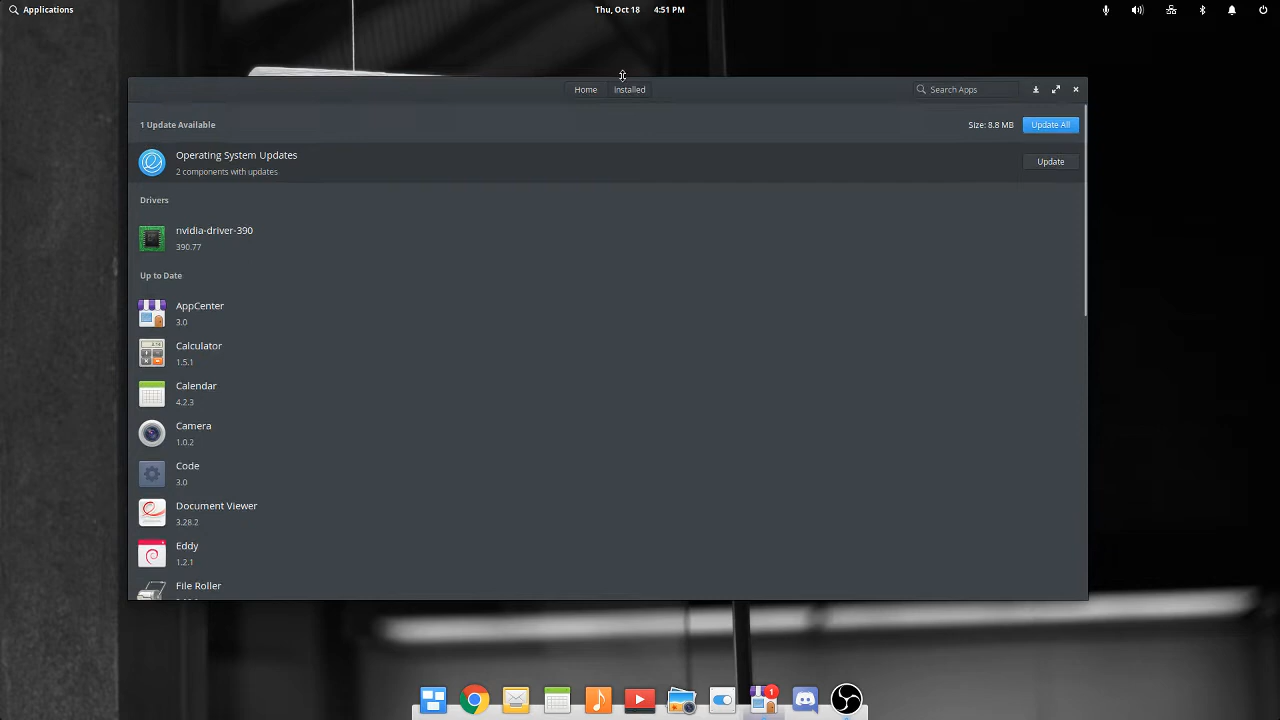 Applications
Thu, Oct 18 4:51 PM
Home Installed
Search Apps
1 Update Available
Size: 8.8 MB
Update All
Operating System Updates
2 components with updates
Update
Drivers
nvidia-driver-390
390.77
Up to Date
AppCenter
3.0
Calculator
1.5.1
Calendar
4.2.3
Camera
1.0.2
Code
3.0
Document Viewer
3.28.2
Eddy
1.2.1
File Roller
1